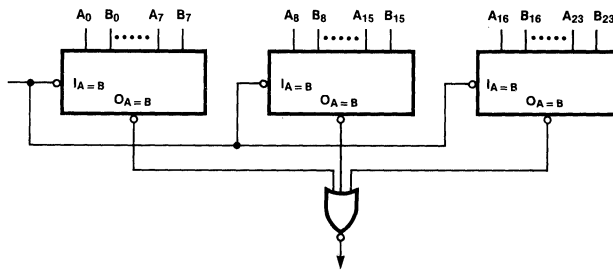 A0 B0 ..... A7 B7
A8 B8 ..... A15 B15
A16 B16 ..... A23 B23
IA = B
OA = B
IA = B
OA = B
IA = B
OA = B